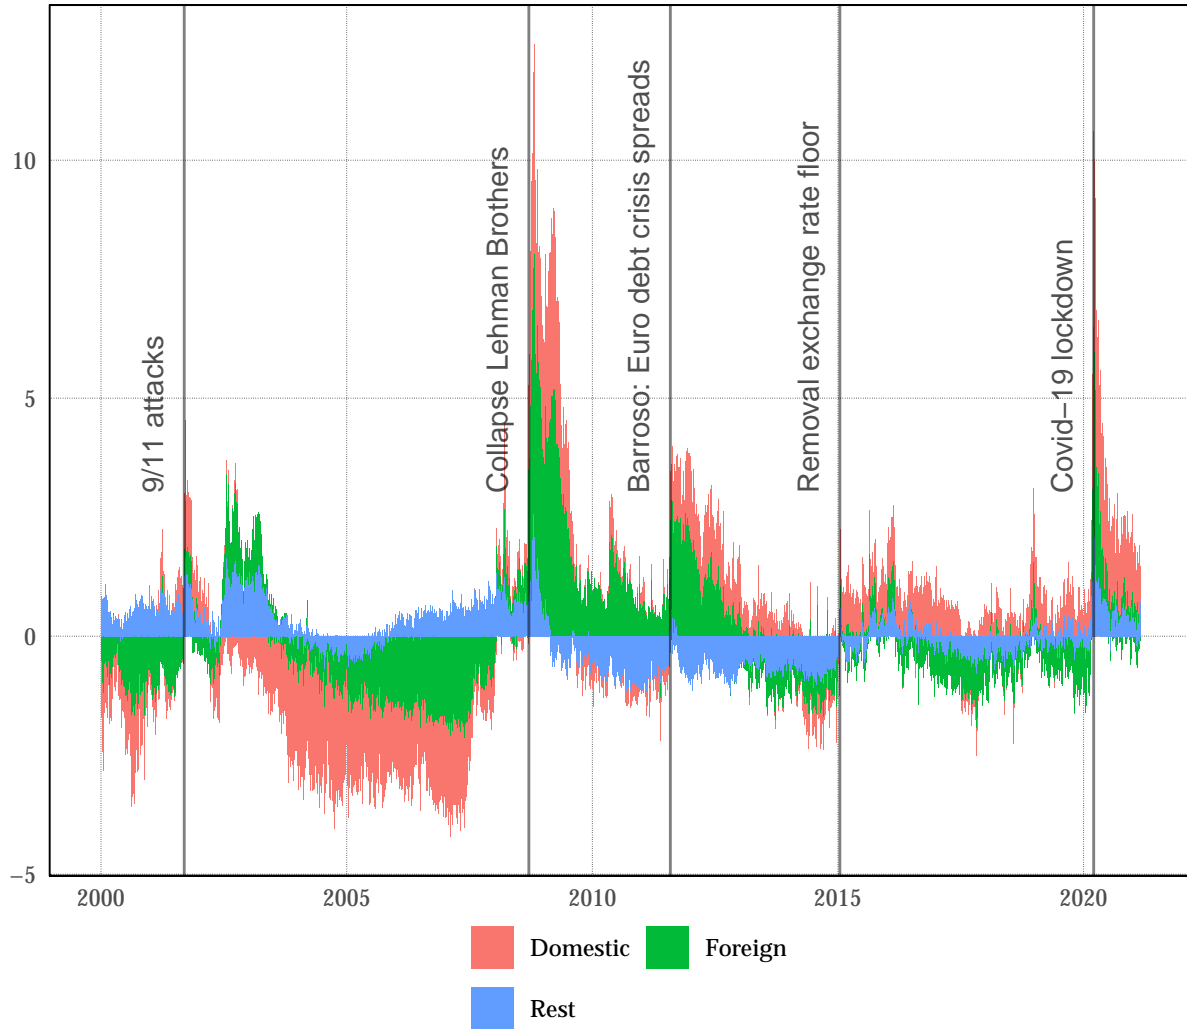 10
5
0
−5
9/11 attacks
Collapse Lehman Brothers
Barroso: Euro debt crisis spreads
Removal exchange rate floor
Covid−19 lockdown
2000
2005
2010
2015
2020
Domestic
Foreign
Rest